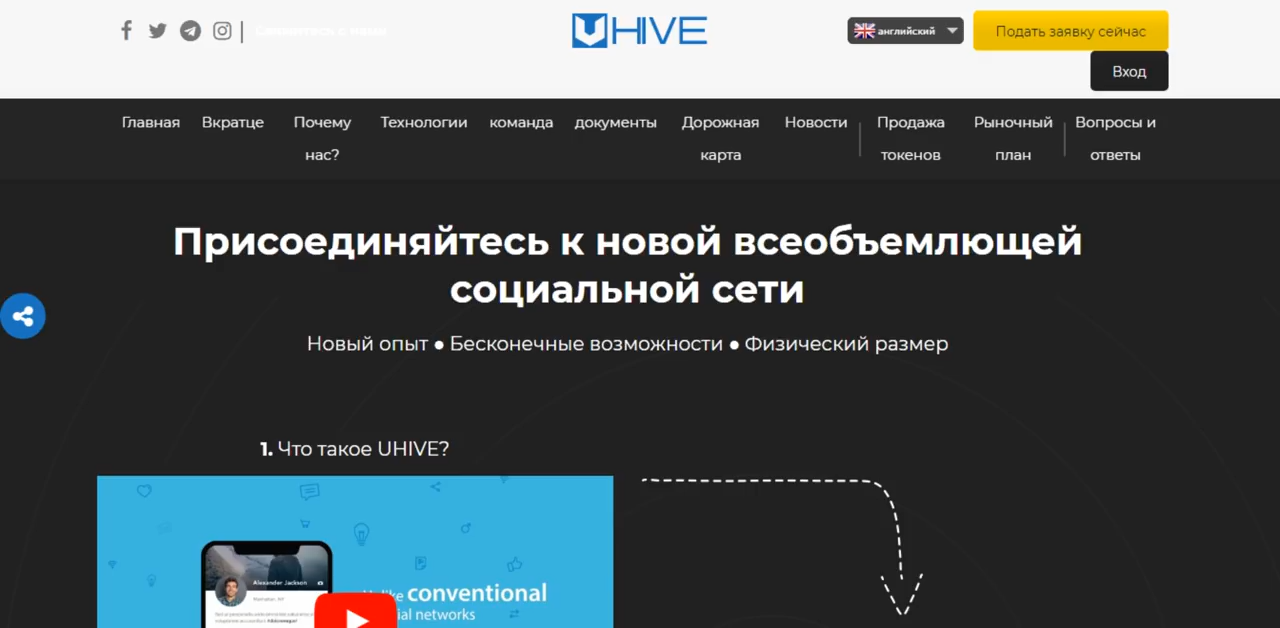 UHIVE
английский
Подать заявку сейчас
Вход
Главная
Вкратце
Почему
нас?
Технологии
команда
документы
Дорожная
карта
Новости
Продажа
токенов
Рыночный
план
Вопросы и
ответы
Присоединяйтесь к новой всеобъемлющей
социальной сети
Новый опыт ● Бесконечные возможности ● Физический размер
1. Что такое UHIVE?
Alexander Jackson
conventional
networks